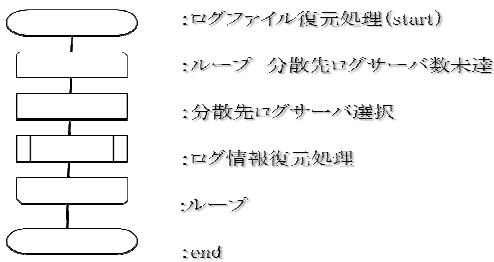 :ログファイル復元処理(start)
:ループ　分散先ログサーバ数未達
:分散先ログサーバ選択
:ログ情報復元処理
:ループ
:end